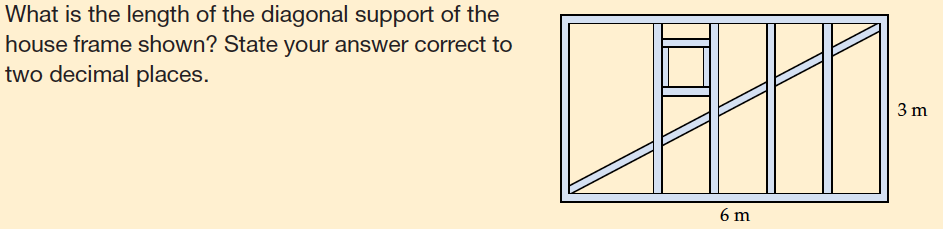 What is the length of the diagonal support of the
house frame shown? State your answer correct to
two decimal places.
3 m
6 m